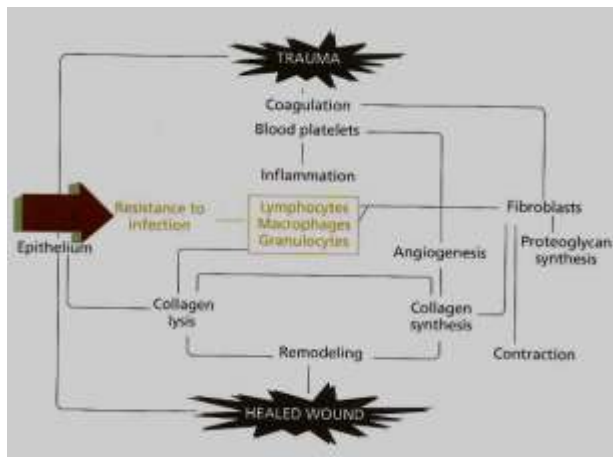 TRAUMA
Coagulation
Blood platelets
Inflammation
Resistance to
infection
Lymphocytes
Macrophages
Granulocytes
Fibroblasts
Epithelium
Angiogenesis
Proteoglycan
synthesis
Collagen
lysis
Collagen
synthesis
Remodeling
Contraction
HEALED WOUND